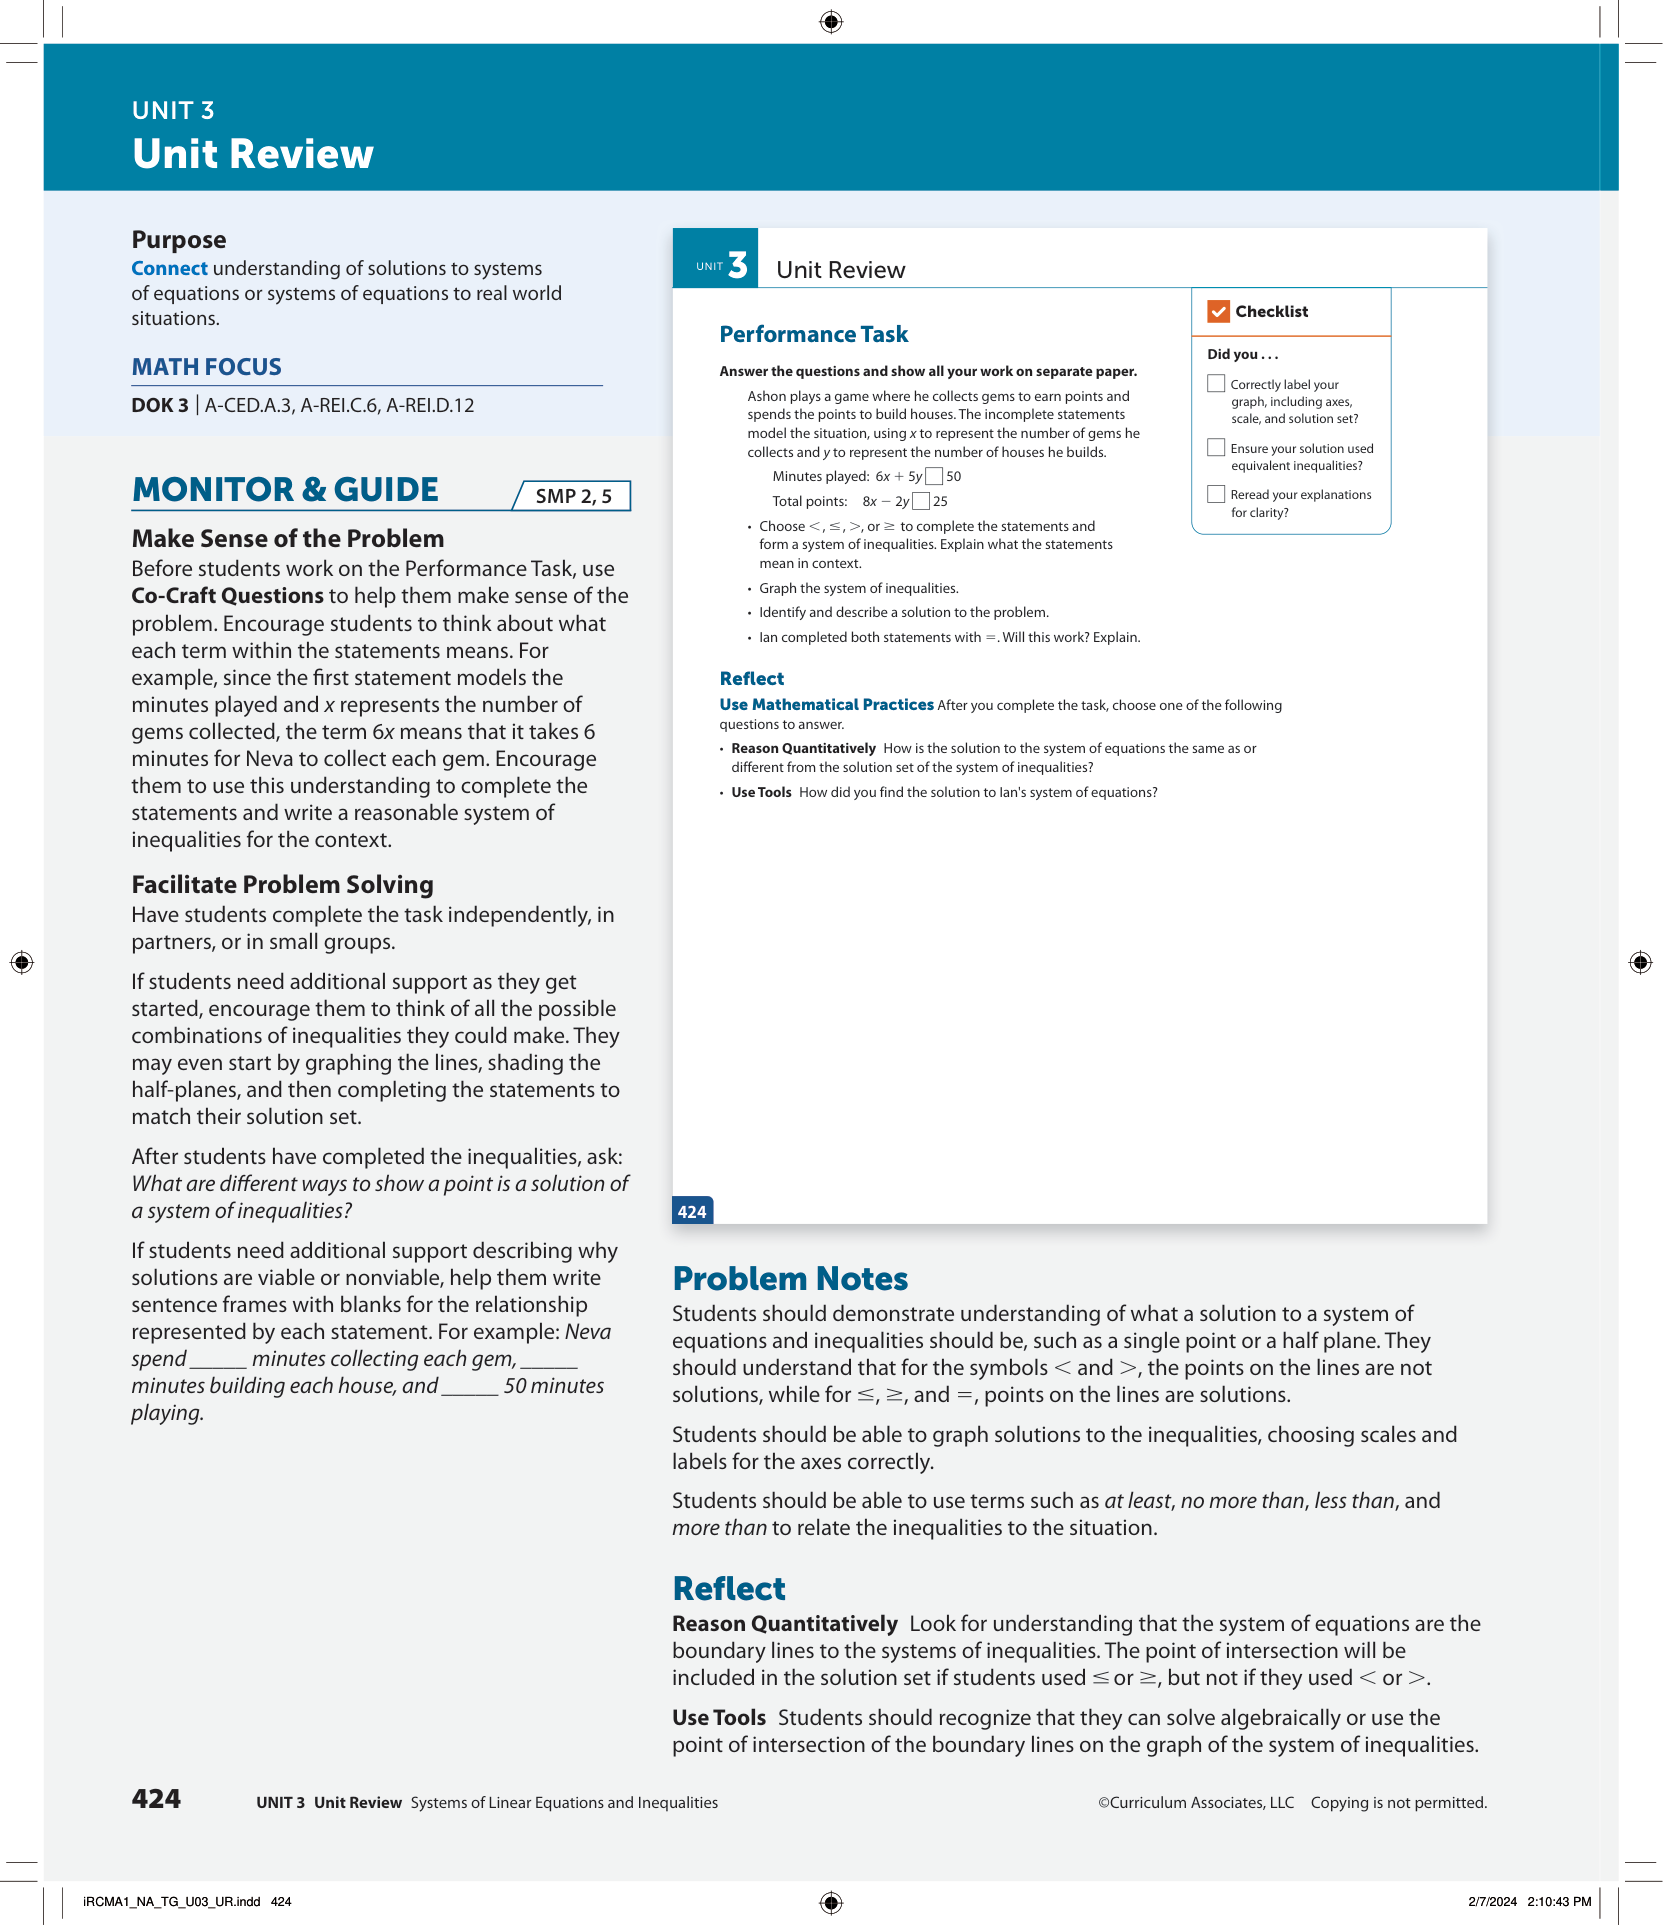 UNIT 3
Unit Review
Purpose
Connect understanding of solutions to systems
of equations or systems of equations to real world
situations.
MATH FOCUS
DOK 3 | A-CED.A.3, A-REI.C.6, A-REI.D.12
MONITOR & GUIDE
SMP 2, 5
Make Sense of the Problem
Before students work on the Performance Task, use
Co-Craft Questions to help them make sense of the
problem. Encourage students to think about what
each term within the statements means. For
example, since the first statement models the
minutes played and x represents the number of
gems collected, the term 6x means that it takes 6
minutes for Neva to collect each gem. Encourage
them to use this understanding to complete the
statements and write a reasonable system of
inequalities for the context.
Facilitate Problem Solving
Have students complete the task independently, in
partners, or in small groups.
If students need additional support as they get
started, encourage them to think of all the possible
combinations of inequalities they could make. They
may even start by graphing the lines, shading the
half-planes, and then completing the statements to
match their solution set.
After students have completed the inequalities, ask:
What are different ways to show a point is a solution of
a system of inequalities?
If students need additional support describing why
solutions are viable or nonviable, help them write
sentence frames with blanks for the relationship
represented by each statement. For example: Neva
spend _____ minutes collecting each gem, _____
minutes building each house, and _____ 50 minutes
playing.
UNIT 3 Unit Review
Performance Task
Answer the questions and show all your work on separate paper.
Ashon plays a game where he collects gems to earn points and
spends the points to build houses. The incomplete statements
model the situation, using x to represent the number of gems he
collects and y to represent the number of houses he builds.
Minutes played: 6x + 5y □ 50
Total points: 8x − 2y □ 25
• Choose <, ≤, >, or ≥ to complete the statements and
form a system of inequalities. Explain what the statements
mean in context.
• Graph the system of inequalities.
• Identify and describe a solution to the problem.
• Ian completed both statements with =. Will this work? Explain.
Checklist
Did you . . .
Correctly label your
graph, including axes,
scale, and solution set?
Ensure your solution used
equivalent inequalities?
Reread your explanations
for clarity?
Reflect
Use Mathematical Practices After you complete the task, choose one of the following
questions to answer.
• Reason Quantitatively How is the solution to the system of equations the same as or
different from the solution set of the system of inequalities?
• Use Tools How did you find the solution to Ian's system of equations?
424
Problem Notes
Students should demonstrate understanding of what a solution to a system of
equations and inequalities should be, such as a single point or a half plane. They
should understand that for the symbols < and >, the points on the lines are not
solutions, while for ≤, ≥, and =, points on the lines are solutions.
Students should be able to graph solutions to the inequalities, choosing scales and
labels for the axes correctly.
Students should be able to use terms such as at least, no more than, less than, and
more than to relate the inequalities to the situation.
Reflect
Reason Quantitatively Look for understanding that the system of equations are the
boundary lines to the systems of inequalities. The point of intersection will be
included in the solution set if students used ≤ or ≥, but not if they used < or >.
Use Tools Students should recognize that they can solve algebraically or use the
point of intersection of the boundary lines on the graph of the system of inequalities.
424 UNIT 3 Unit Review Systems of Linear Equations and Inequalities ©Curriculum Associates, LLC Copying is not permitted.
iRCMA1_NA_TG_U03_UR.indd 424 2/7/2024 2:10:43 PM